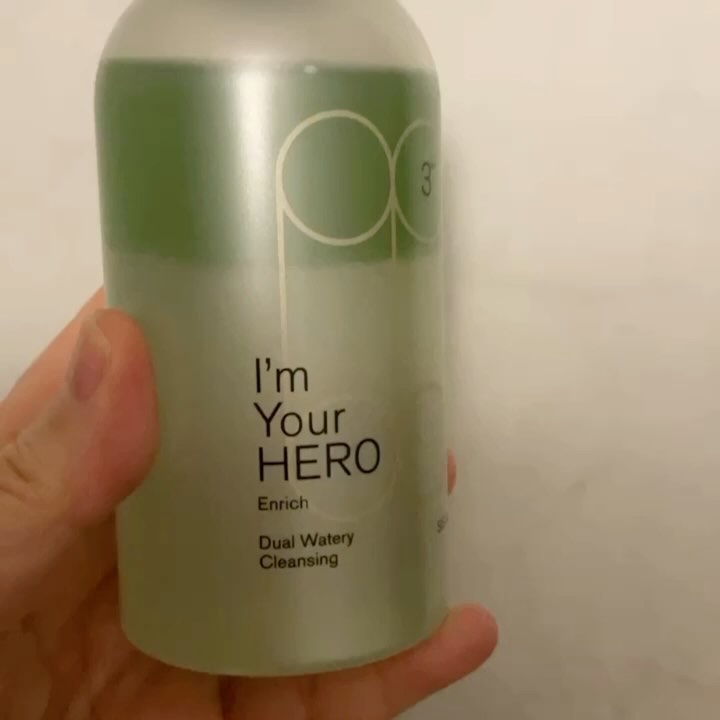 I'm
Your
HERO
Enrich
Dual Watery
Cleansing